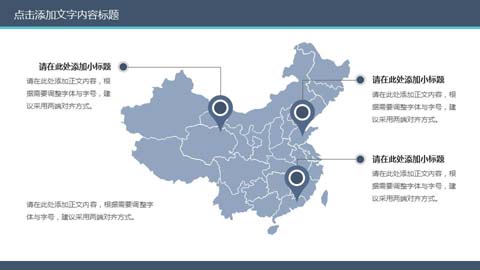 点击添加文字内容标题
请在此处添加小标题
请在此处添加正文内容，根
据需要调整字体与字号，建
议采用两端对齐方式。
请在此处添加小标题
请在此处添加正文内容，根
据需要调整字体与字号，建
议采用两端对齐方式。
请在此处添加小标题
请在此处添加正文内容，根
据需要调整字体与字号，建
议采用两端对齐方式。
请在此处添加正文内容，根据需要调整字
体与字号，建议采用两端对齐方式。